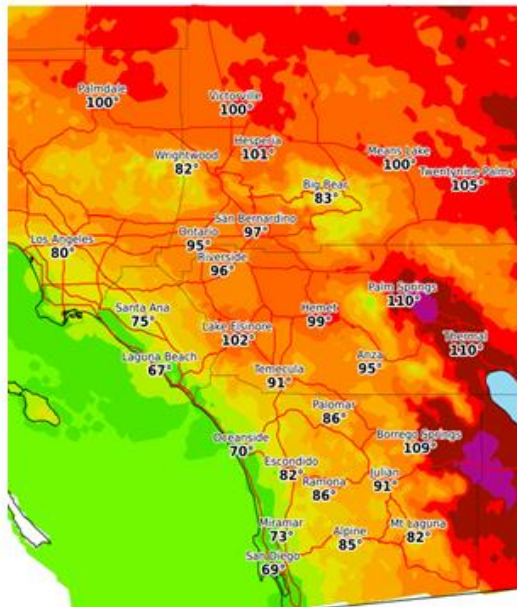 Palmdale
100°
Victorville
100°
Hesperia
101°
Means Lake
100°
Wrightwood
82°
Twentynine Palms
105°
Big Bear
83°
San Bernardino
97°
Los Angeles
80°
Ontario
95°
Riverside
96°
Palm Springs
110°
Santa Ana
75°
Hemet
99°
Lake Elsinore
102°
Thermal
110°
Laguna Beach
67°
Anza
95°
Temecula
91°
Palomar
86°
Oceanside
70°
Borrego Springs
109°
Escondido
82°
Julian
91°
Ramona
86°
Miramar
73°
Mt Laguna
82°
Alpine
85°
San Diego
69°